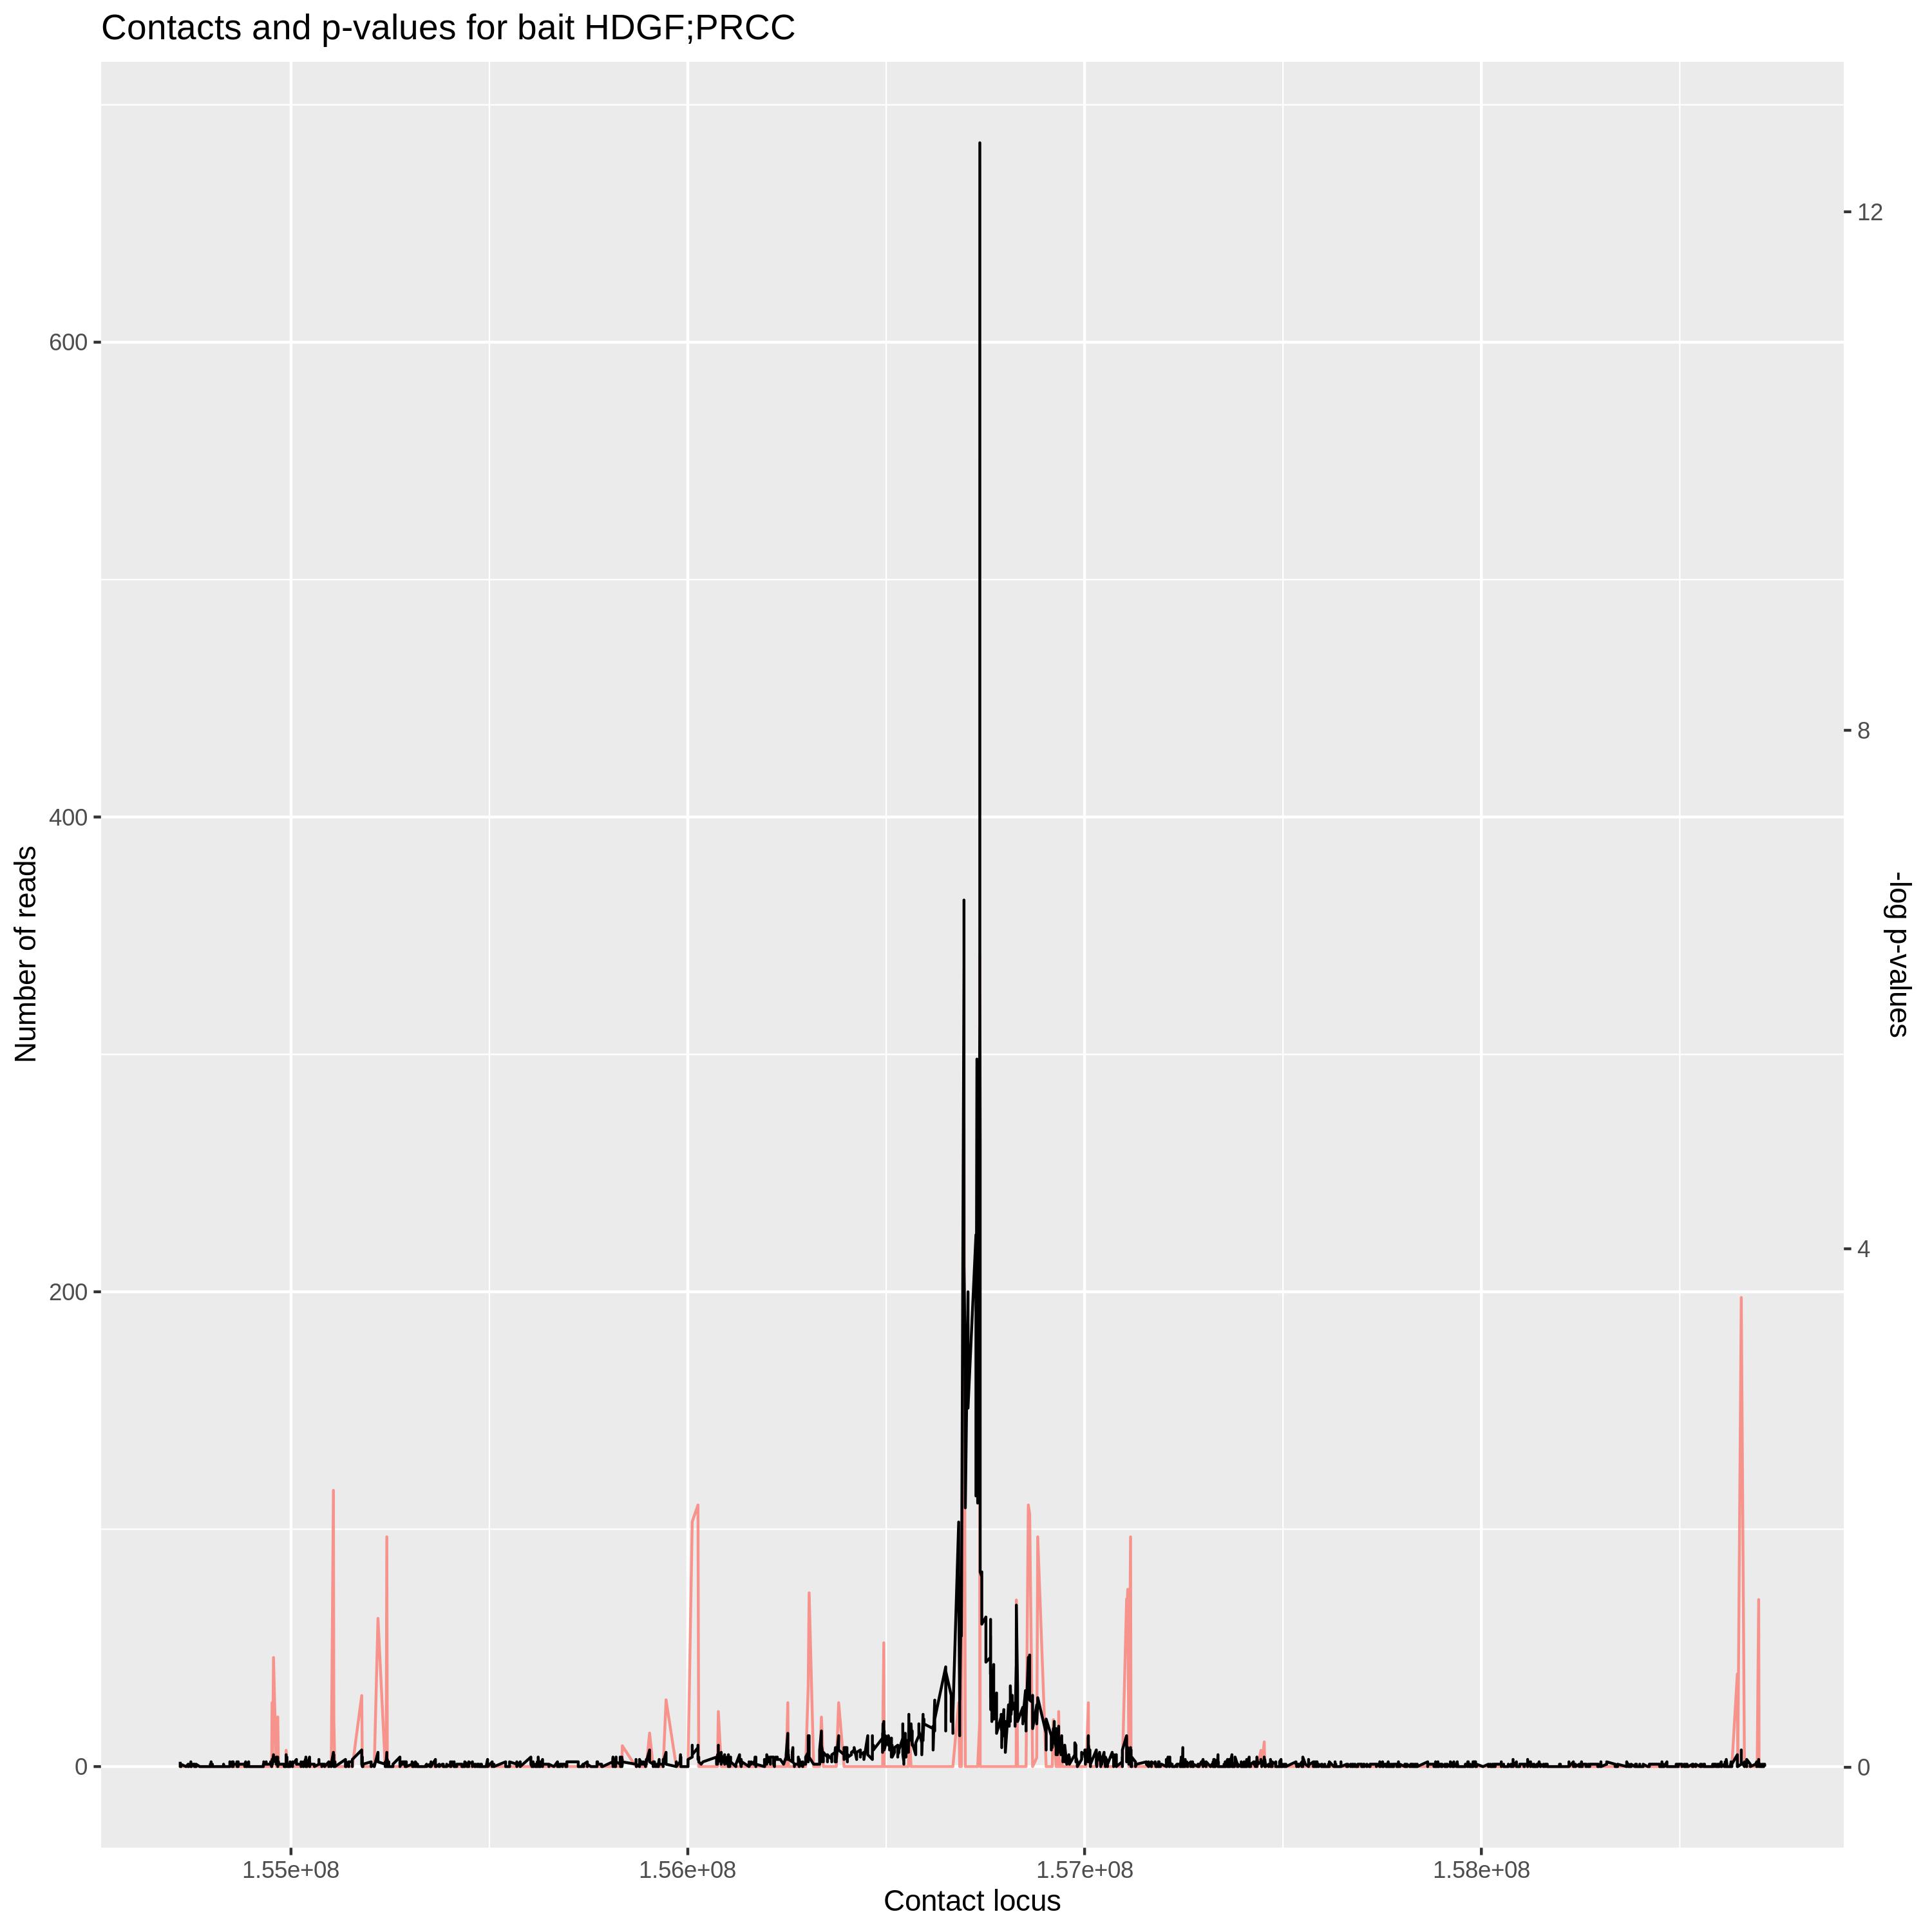 Contacts and p-values for bait HDGF;PRCC
12
600
8
400
Number of reads
-log p-values
4
200
0
0
1.55e+08
1.56e+08
1.57e+08
1.58e+08
Contact locus